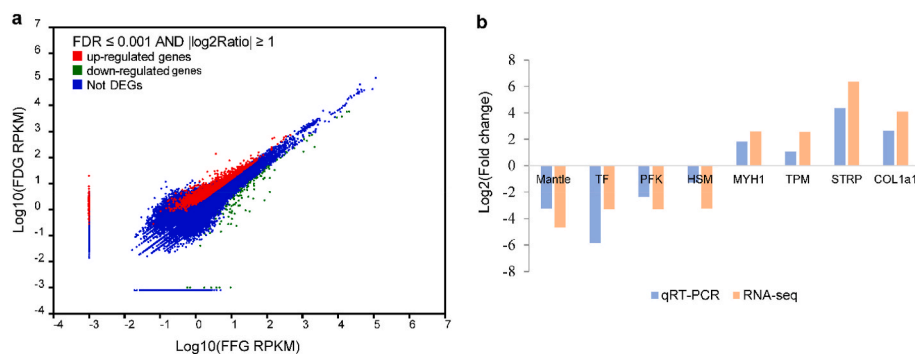 a
FDR ≤ 0.001 AND |log2Ratio| ≥ 1
up-regulated genes
down-regulated genes
Not DEGs
Log10(FDG RPKM)
7
6
5
4
3
2
1
0
-1
-2
-3
4
-4 -3 -2 -1 0 1 2 3 4 5 6 7
Log10(FFG RPKM)
b
Log2(Fold change)
8
6
4
2
0
-2
-4
-6
-8
Mantle TF PFK HSM MYH1 TPM STRP COL1a1
qRT-PCR RNA-seq